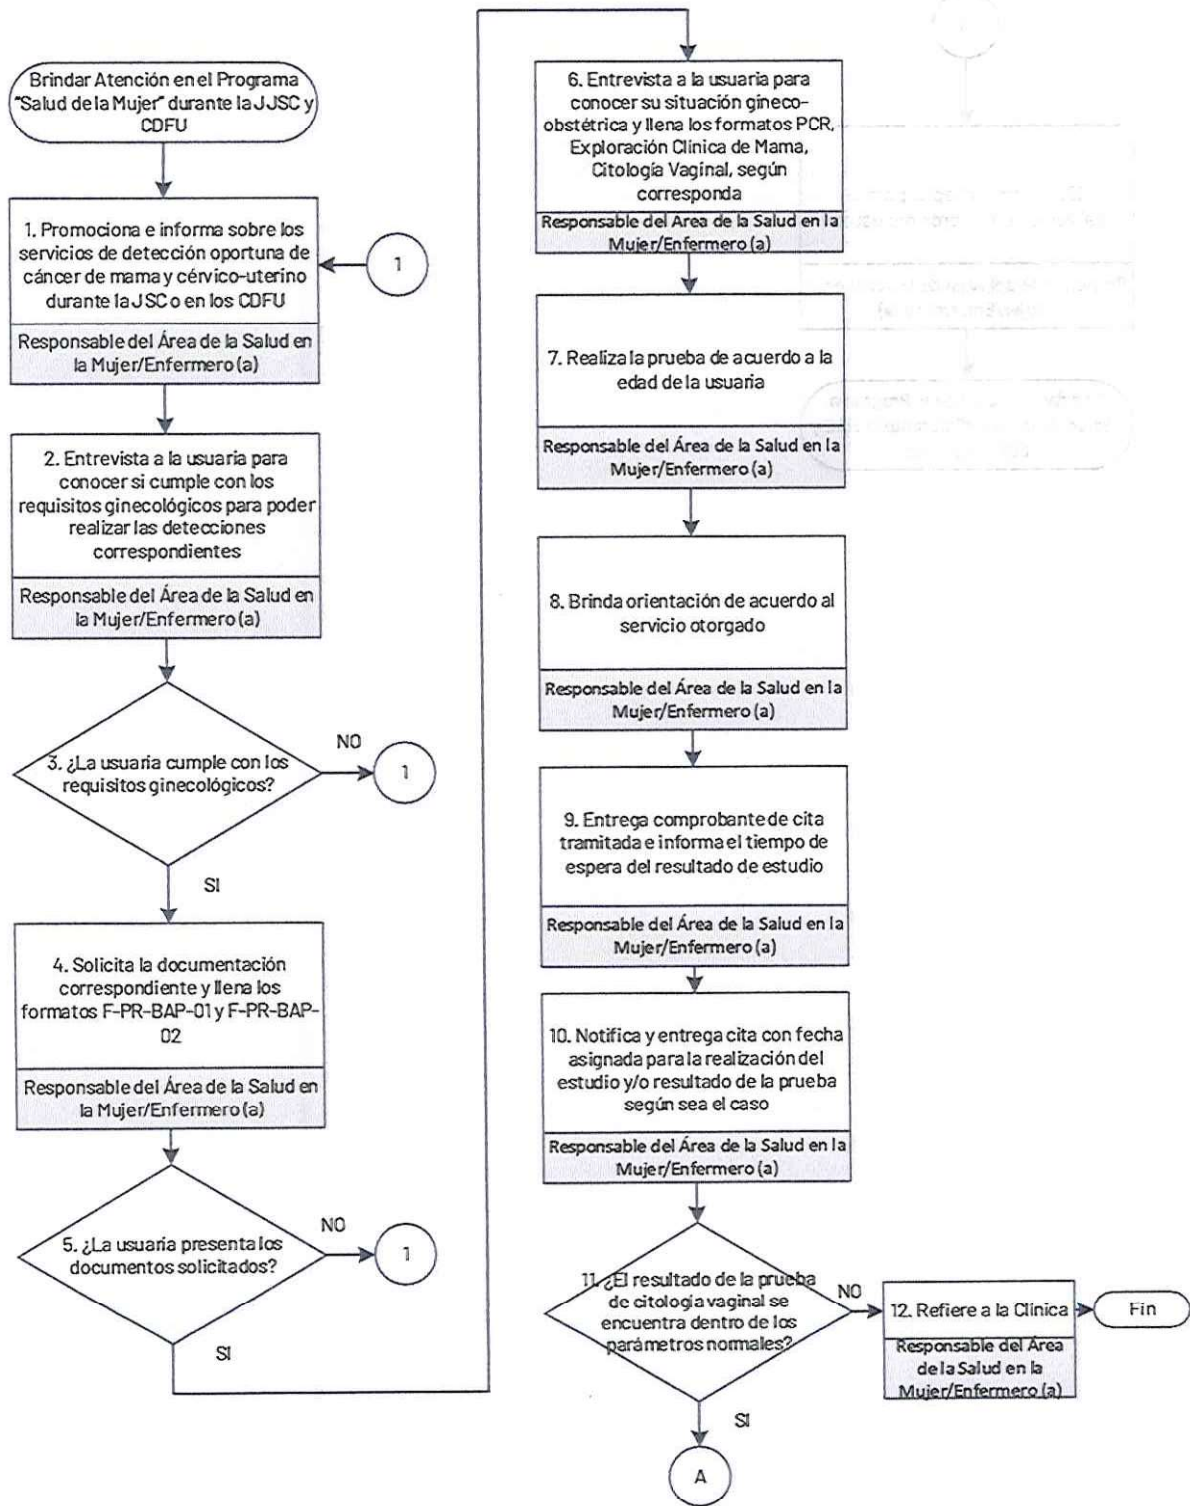 Brindar Atención en el Programa
"Salud de la Mujer" durante la JJSC y
CDFU
1. Promociona e informa sobre los
servicios de detección oportuna de
cáncer de mama y cérvico-uterino
durante la JSC o en los CDFU
Responsable del Área de la Salud en
la Mujer/Enfermero (a)
1
2. Entrevista a la usuaria para
conocer si cumple con los
requisitos ginecológicos para poder
realizar las detecciones
correspondientes
Responsable del Área de la Salud en
la Mujer/Enfermero (a)
3. ¿La usuaria cumple con los
requisitos ginecológicos?
NO
1
SI
4. Solicita la documentación
correspondiente y llena los
formatos F-PR-BAP-01 y F-PR-BAP-
02
Responsable del Área de la Salud en
la Mujer/Enfermero (a)
5. ¿La usuaria presenta los
documentos solicitados?
NO
1
SI
6. Entrevista a la usuaria para
conocer su situación gineco-
obstétrica y llena los formatos PCR,
Exploración Clínica de Mama,
Citología Vaginal, según
corresponda
Responsable del Área de la Salud en la
Mujer/Enfermero (a)
7. Realiza la prueba de acuerdo a la
edad de la usuaria
Responsable del Área de la Salud en la
Mujer/Enfermero (a)
8. Brinda orientación de acuerdo al
servicio otorgado
Responsable del Área de la Salud en la
Mujer/Enfermero (a)
9. Entrega comprobante de cita
tramitada e informa el tiempo de
espera del resultado de estudio
Responsable del Área de la Salud en la
Mujer/Enfermero (a)
10. Notifica y entrega cita con fecha
asignada para la realización del
estudio y/o resultado de la prueba
según sea el caso
Responsable del Área de la Salud en la
Mujer/Enfermero (a)
11. ¿El resultado de la prueba
de citología vaginal se
encuentra dentro de los
parámetros normales?
NO
12. Refiere a la Clínica
Responsable del Área
de la Salud en la
Mujer/Enfermero (a)
Fin
SI
A